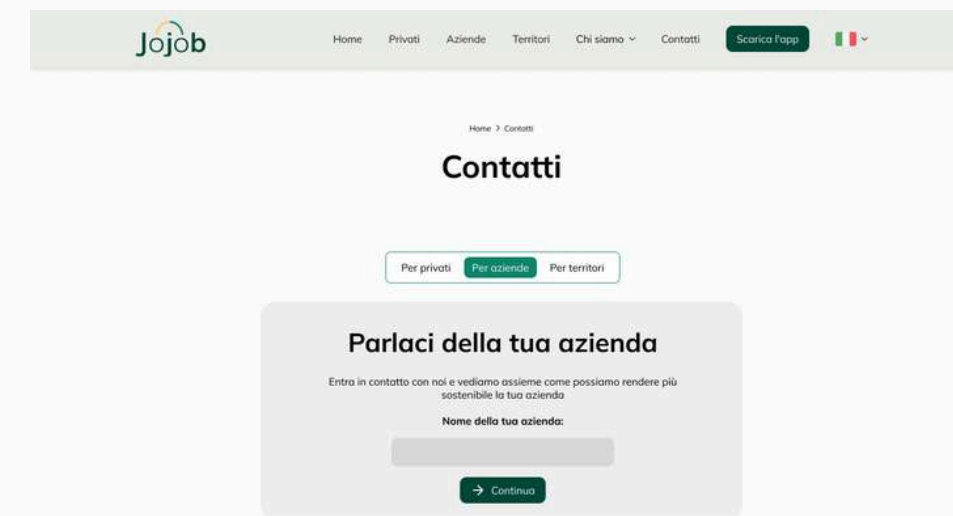 Jojob
Home Privati Aziende Territori Chi siamo Contatti Scarica l'app
Home > Contatti
Contatti
Per privati Per aziende Per territori
Parlaci della tua azienda
Entra in contatto con noi e vediamo assieme come possiamo rendere più
sostenibile la tua azienda
Nome della tua azienda:
→ Continua